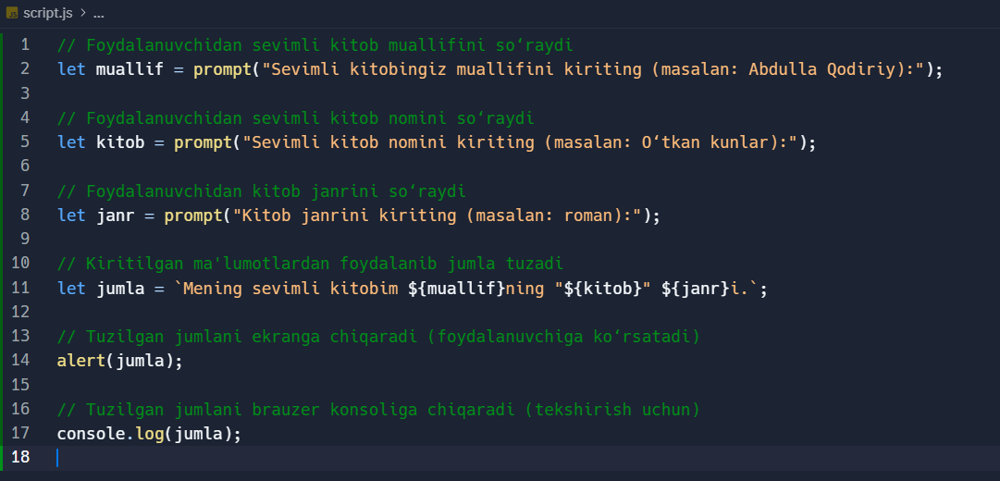 JS script.js > ...
1 // Foydalanuvchidan sevimli kitob muallifini so‘raydi
2 let muallif = prompt("Sevimli kitobingiz muallifini kiriting (masalan: Abdulla Qodiriy):");
3
4 // Foydalanuvchidan sevimli kitob nomini so‘raydi
5 let kitob = prompt("Sevimli kitob nomini kiriting (masalan: O‘tkan kunlar):");
6
7 // Foydalanuvchidan kitob janrini so‘raydi
8 let janr = prompt("Kitob janrini kiriting (masalan: roman):");
9
10 // Kiritilgan ma'lumotlardan foydalanib jumla tuzadi
11 let jumla = `Mening sevimli kitobim ${muallif}ning "${kitob}" ${janr}i.`;
12
13 // Tuzilgan jumlani ekranga chiqaradi (foydalanuvchiga ko‘rsatadi)
14 alert(jumla);
15
16 // Tuzilgan jumlani brauzer konsoliga chiqaradi (tekshirish uchun)
17 console.log(jumla);
18